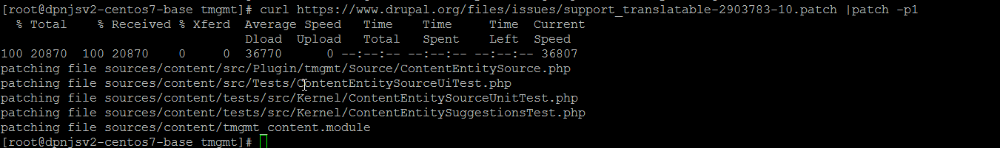 [root@dpnjsv2-centos7-base tmgmt]# curl https://www.drupal.org/files/issues/support_translatable-2903783-10.patch |patch -p1
  % Total    % Received % Xferd  Average Speed   Time    Time     Time  Current
                                 Dload  Upload   Total   Spent    Left  Speed
100 20870  100 20870    0     0  36770      0 --:--:-- --:--:-- --:--:-- 36807
patching file sources/content/src/Plugin/tmgmt/Source/ContentEntitySource.php
patching file sources/content/src/Tests/ContentEntitySourceUiTest.php
patching file sources/content/tests/src/Kernel/ContentEntitySourceUnitTest.php
patching file sources/content/tests/src/Kernel/ContentEntitySuggestionsTest.php
patching file sources/content/tmgmt_content.module
[root@dpnjsv2-centos7-base tmgmt]#